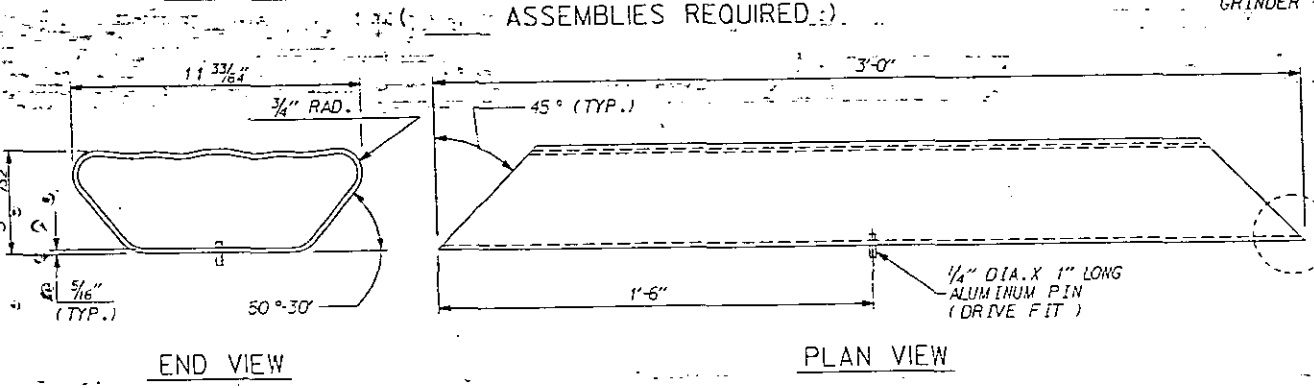 ( ASSEMBLIES REQUIRED )
GRINDER
11 33/64"
3/4" RAD.
3'-0"
45° (TYP.)
5/16"
(TYP.)
50°-30'
1'-6"
1/4" DIA. X 1" LONG
ALUMINUM PIN
(DRIVE FIT)
END VIEW
PLAN VIEW